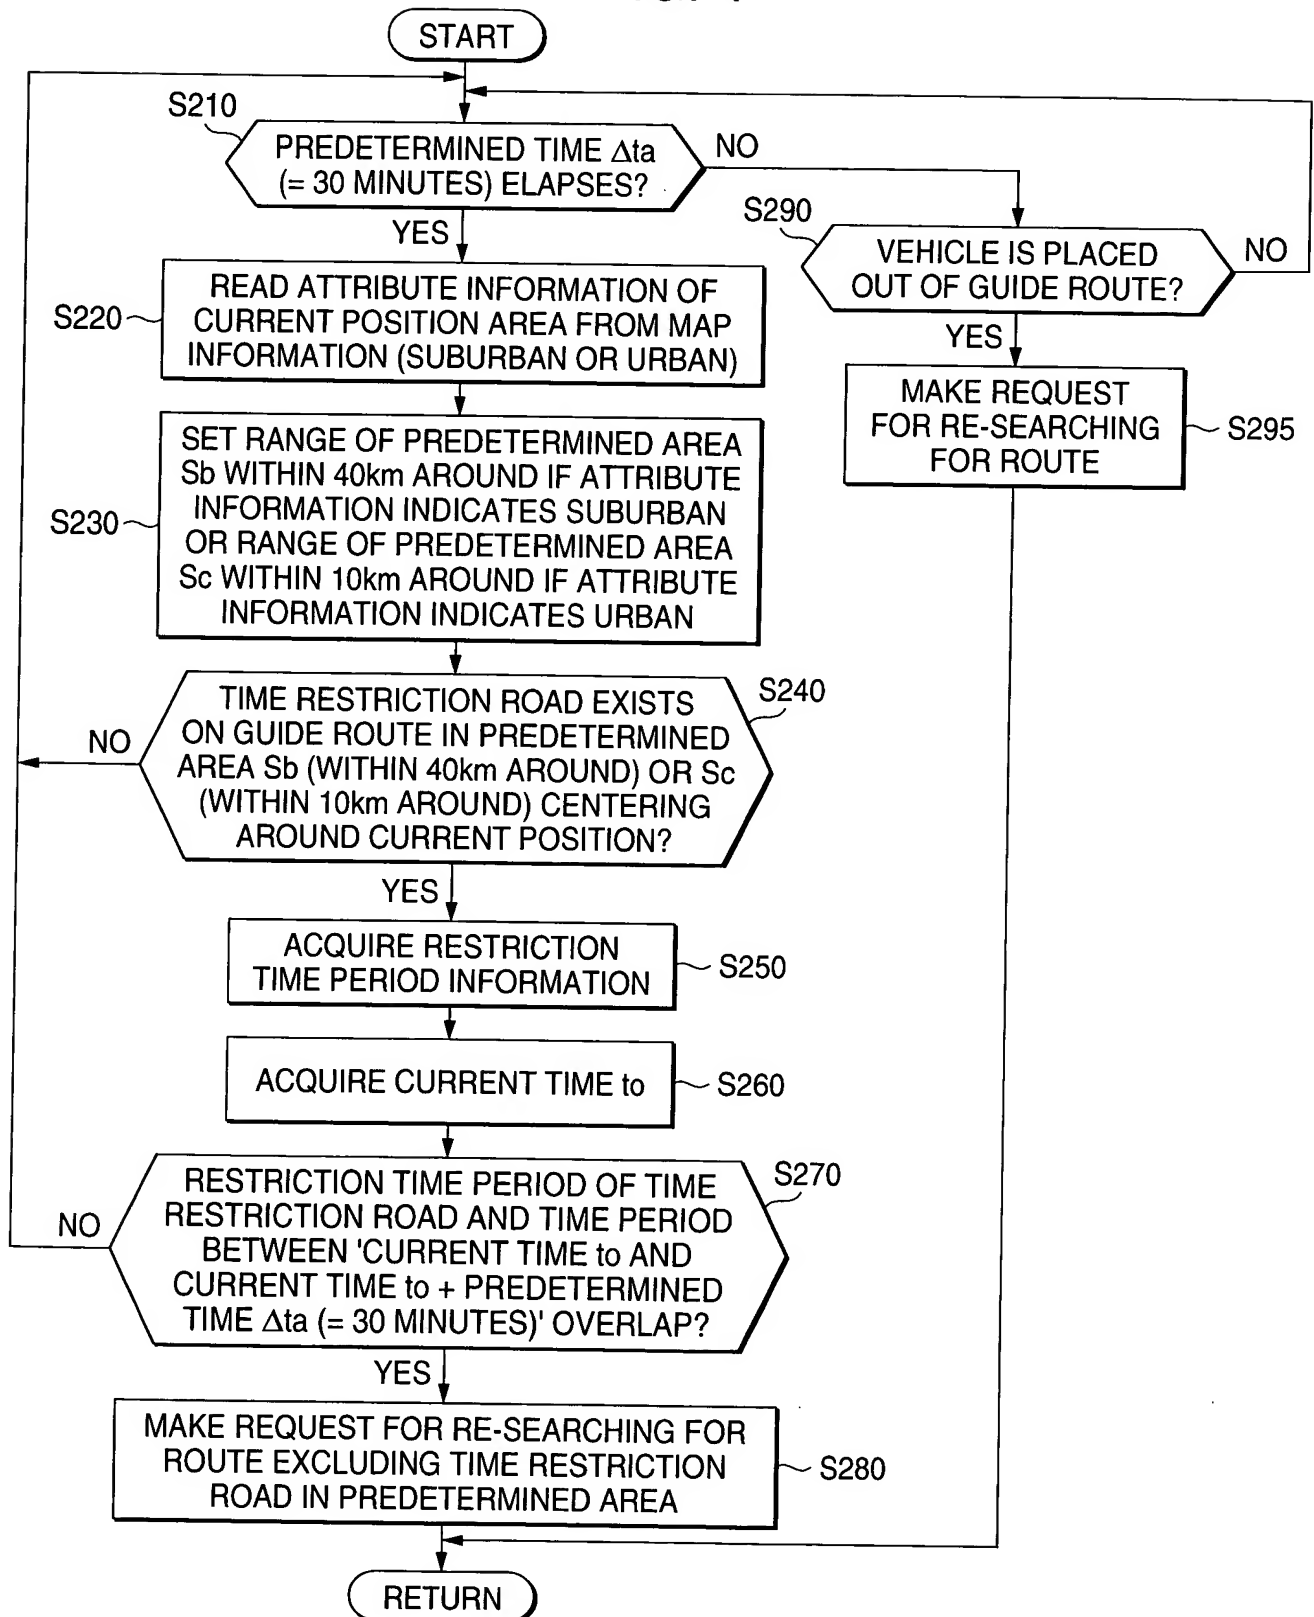 START
S210
PREDETERMINED TIME Δta
(= 30 MINUTES) ELAPSES?
NO
YES
S290
VEHICLE IS PLACED
OUT OF GUIDE ROUTE?
NO
YES
S220
READ ATTRIBUTE INFORMATION OF
CURRENT POSITION AREA FROM MAP
INFORMATION (SUBURBAN OR URBAN)
MAKE REQUEST
FOR RE-SEARCHING
FOR ROUTE
S295
S230
SET RANGE OF PREDETERMINED AREA
Sb WITHIN 40km AROUND IF ATTRIBUTE
INFORMATION INDICATES SUBURBAN
OR RANGE OF PREDETERMINED AREA
Sc WITHIN 10km AROUND IF ATTRIBUTE
INFORMATION INDICATES URBAN
S240
TIME RESTRICTION ROAD EXISTS
ON GUIDE ROUTE IN PREDETERMINED
AREA Sb (WITHIN 40km AROUND) OR Sc
(WITHIN 10km AROUND) CENTERING
AROUND CURRENT POSITION?
NO
YES
ACQUIRE RESTRICTION
TIME PERIOD INFORMATION
S250
ACQUIRE CURRENT TIME to
S260
S270
RESTRICTION TIME PERIOD OF TIME
RESTRICTION ROAD AND TIME PERIOD
BETWEEN 'CURRENT TIME to AND
CURRENT TIME to + PREDETERMINED
TIME Δta (= 30 MINUTES)' OVERLAP?
NO
YES
MAKE REQUEST FOR RE-SEARCHING FOR
ROUTE EXCLUDING TIME RESTRICTION
ROAD IN PREDETERMINED AREA
S280
RETURN